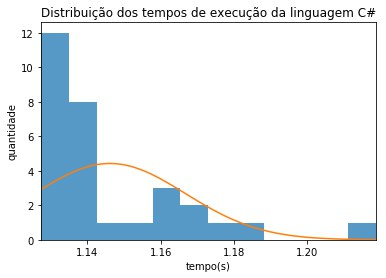 Distribuição dos tempos de execução da linguagem C#
12
10
8
6
4
2
0
quantidade
1.14 1.16 1.18 1.20
tempo(s)